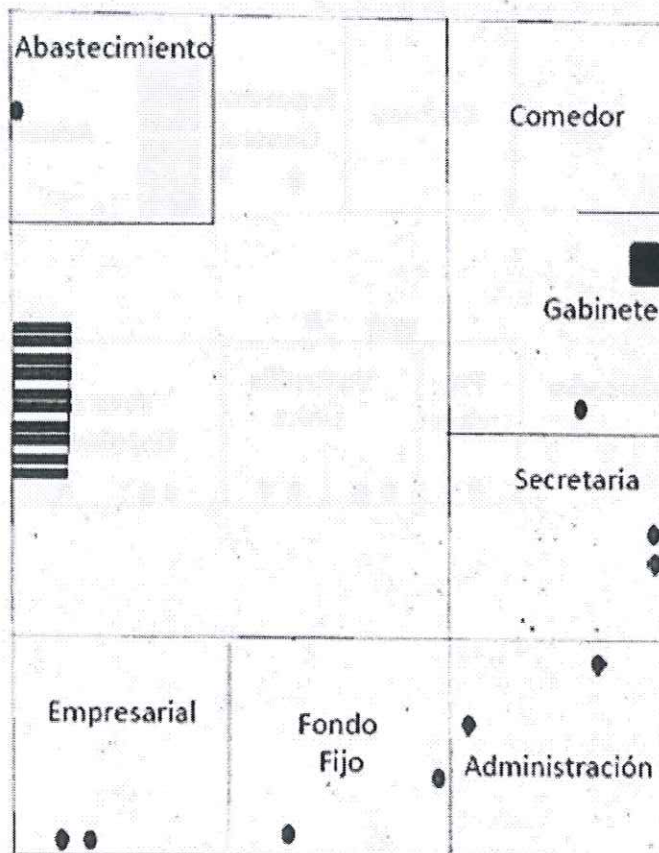 Abastecimiento
Comedor
Gabinete
Secretaria
Empresarial
Fondo
Fijo
Administración